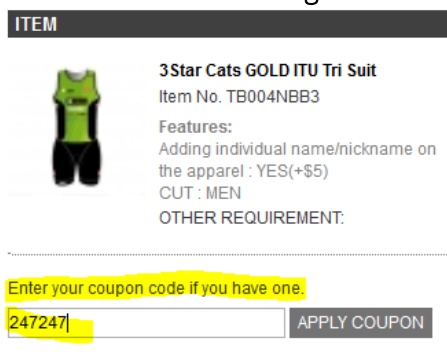 ITEM
3Star Cats GOLD ITU Tri Suit
Item No. TB004NBB3
Features:
Adding individual name/nickname on
the apparel : YES(+$5)
CUT : MEN
OTHER REQUIREMENT:
Enter your coupon code if you have one.
247247
APPLY COUPON